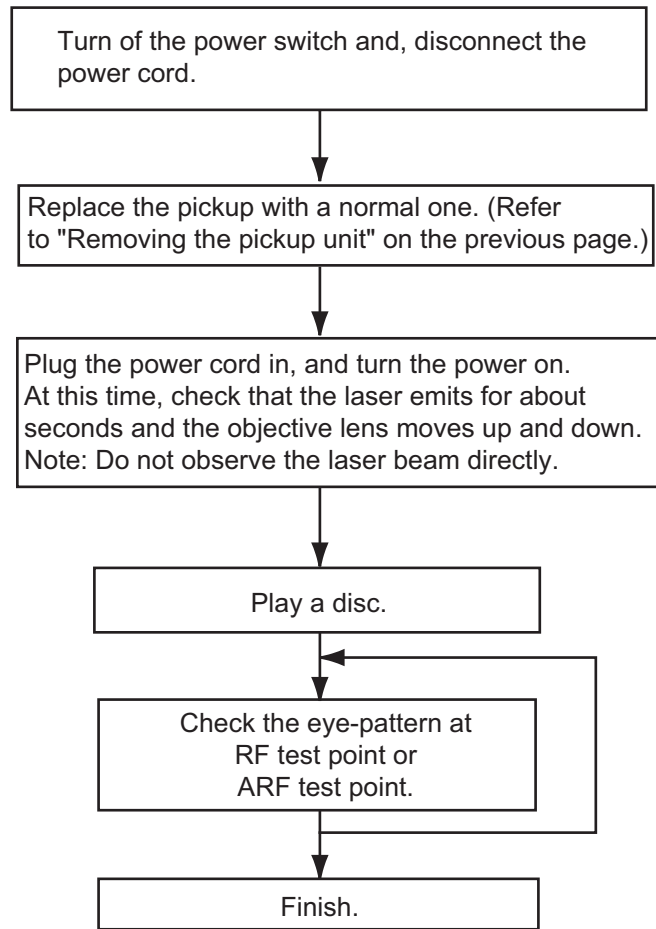 Turn of the power switch and, disconnect the
power cord.
Replace the pickup with a normal one. (Refer
to "Removing the pickup unit" on the previous page.)
Plug the power cord in, and turn the power on.
At this time, check that the laser emits for about
seconds and the objective lens moves up and down.
Note: Do not observe the laser beam directly.
Play a disc.
Check the eye-pattern at
RF test point or
ARF test point.
Finish.